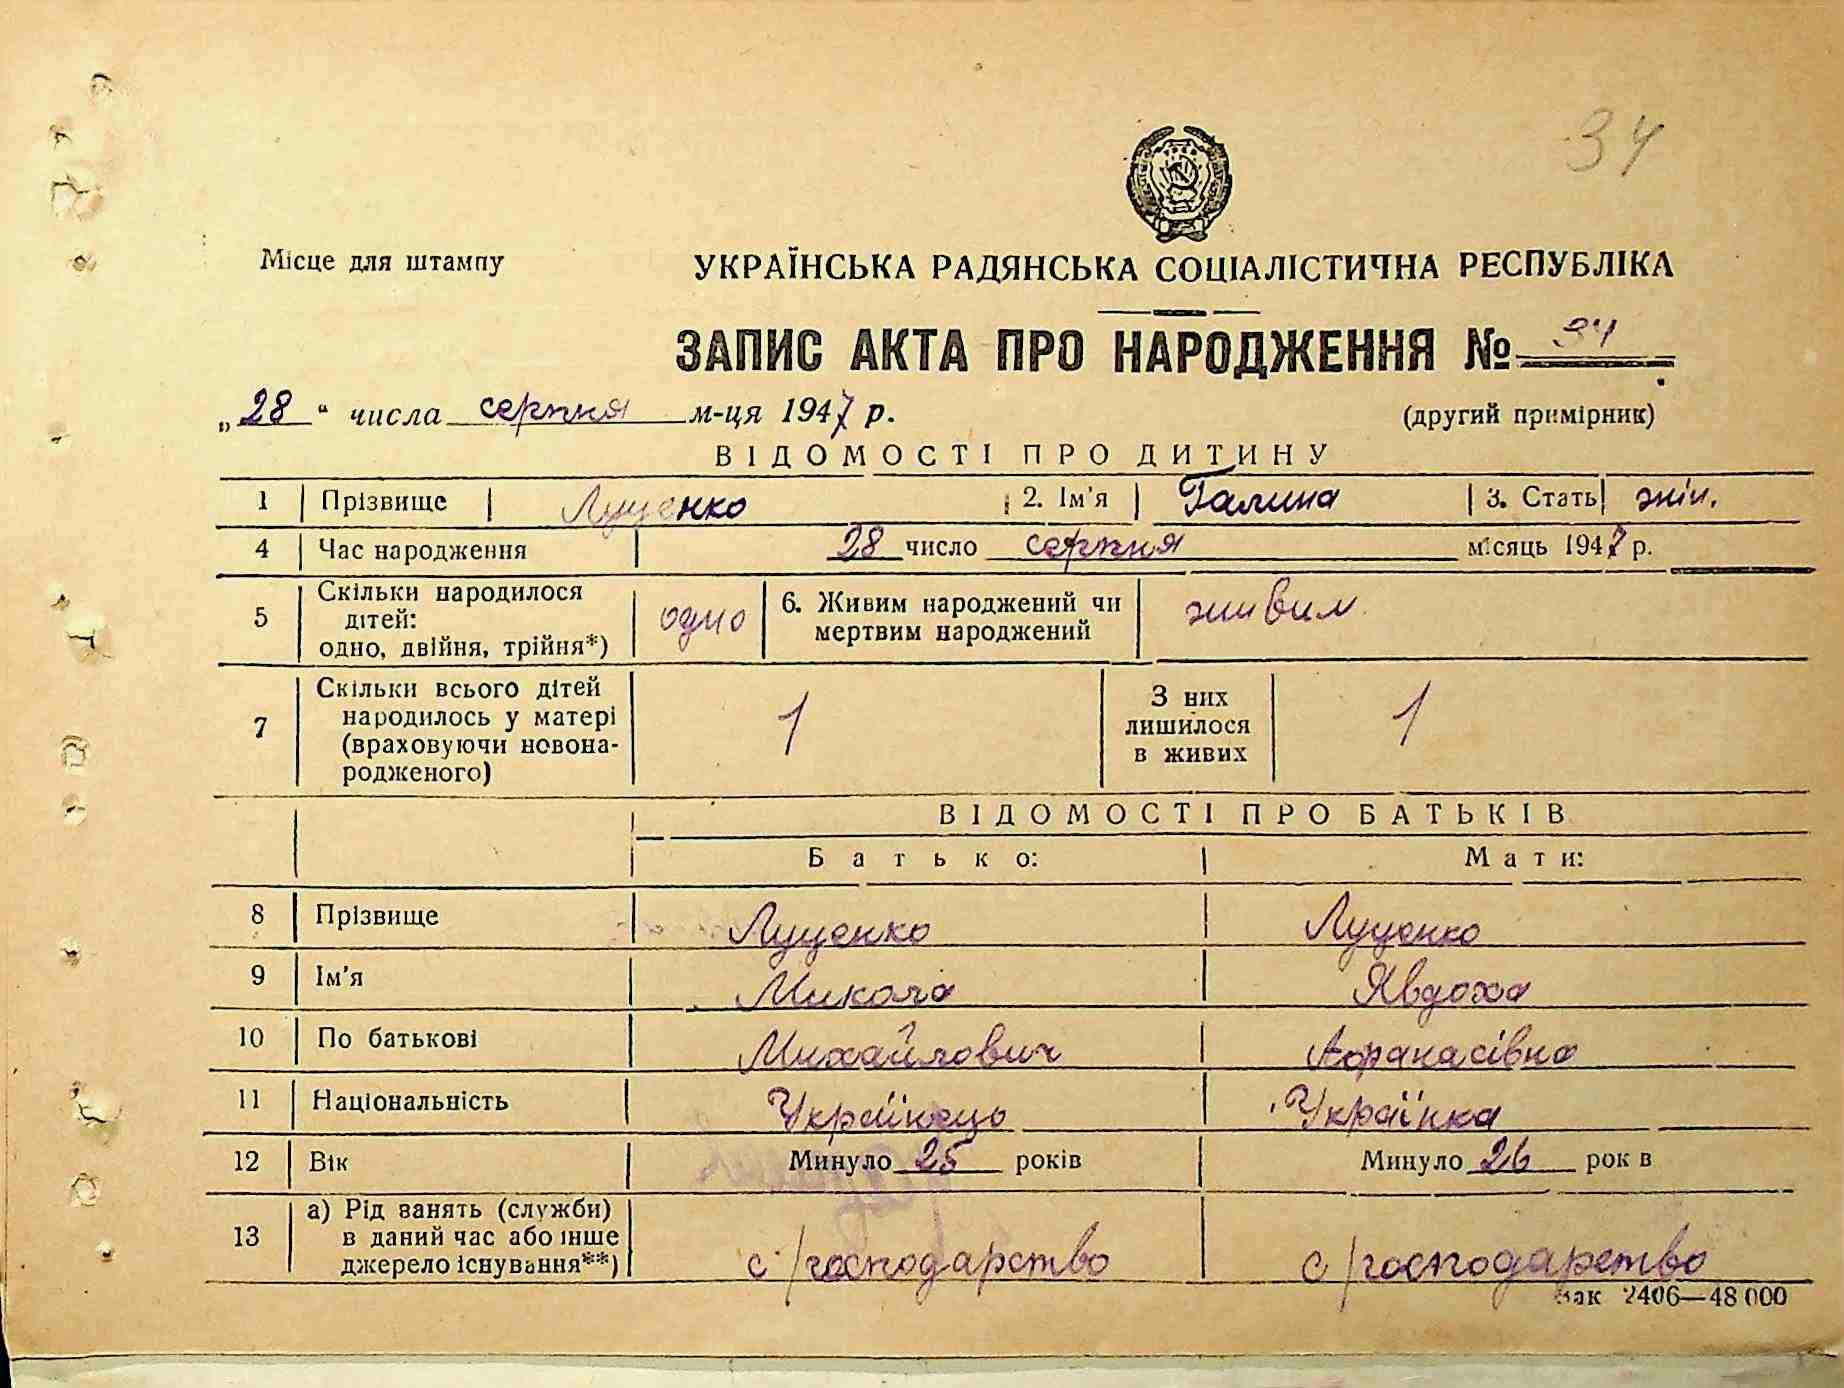 34
Місце для штампу
УКРАЇНСЬКА РАДЯНСЬКА СОЦІАЛІСТИЧНА РЕСПУБЛІКА
ЗАПИС АКТА ПРО НАРОДЖЕННЯ № 34
„28“ числа серпня м-ця 1947 р. (другий примірник)
ВІДОМОСТІ ПРО ДИТИНУ
1 Прізвище Луценко 2. Ім'я Галина 3. Стать жін.
4 Час народження 28 число серпня місяць 1947 р.
5 Скільки народилося дітей: одно, двійня, трійня*) одно 6. Живим народжений чи мертвим народжений живим
7 Скільки всього дітей народилось у матері (враховуючи новонародженого) 1 З них лишилося в живих 1
ВІДОМОСТІ ПРО БАТЬКІВ
Батько: Мати:
8 Прізвище Луценко Луценко
9 Ім'я Микола Явдоха
10 По батькові Михайлович Афанасівна
11 Національність Українець Українка
12 Вік Минуло 25 років Минуло 26 рок в
13 а) Рід занять (служби) в даний час або інше джерело існування**) с/господарство с/господарство
Зак 2406—48 000